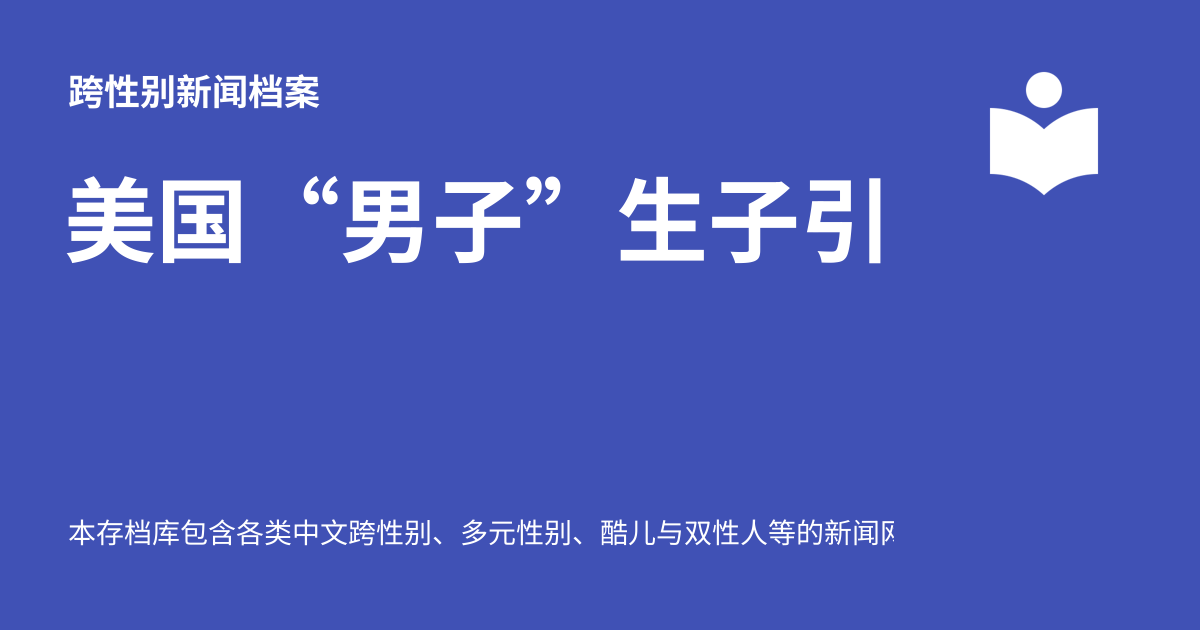 跨性别新闻档案
美国“男子”生子引
本存档库包含各类中文跨性别、多元性别、酷儿与双性人等的新闻